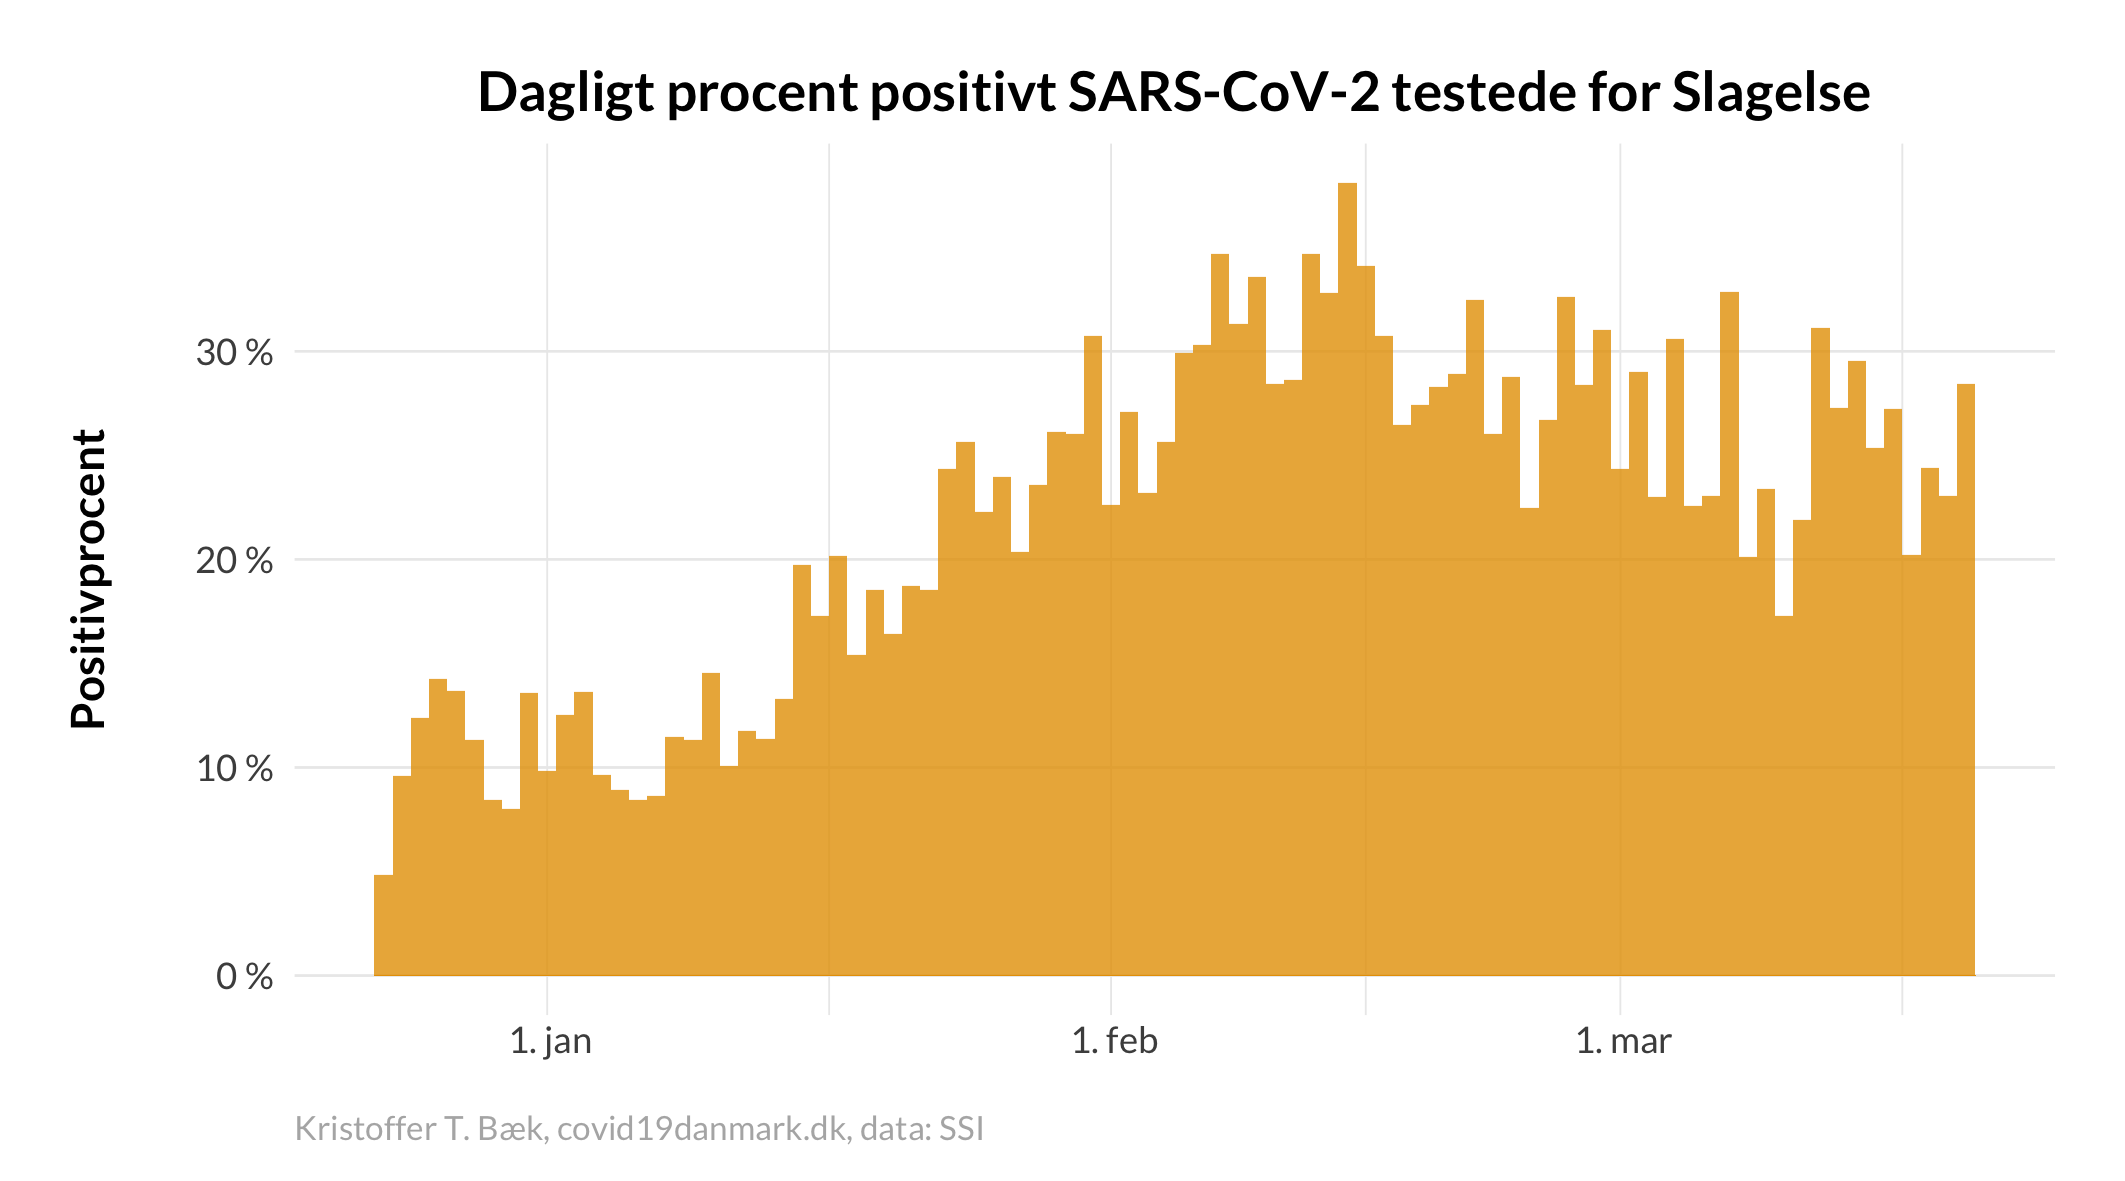 Dagligt procent positivt SARS-CoV-2 testede for Slagelse
Positivprocent
30 %
20 %
10 %
0 %
1. jan
1. feb
1. mar
Kristoffer T. Bæk, covid19danmark.dk, data: SSI